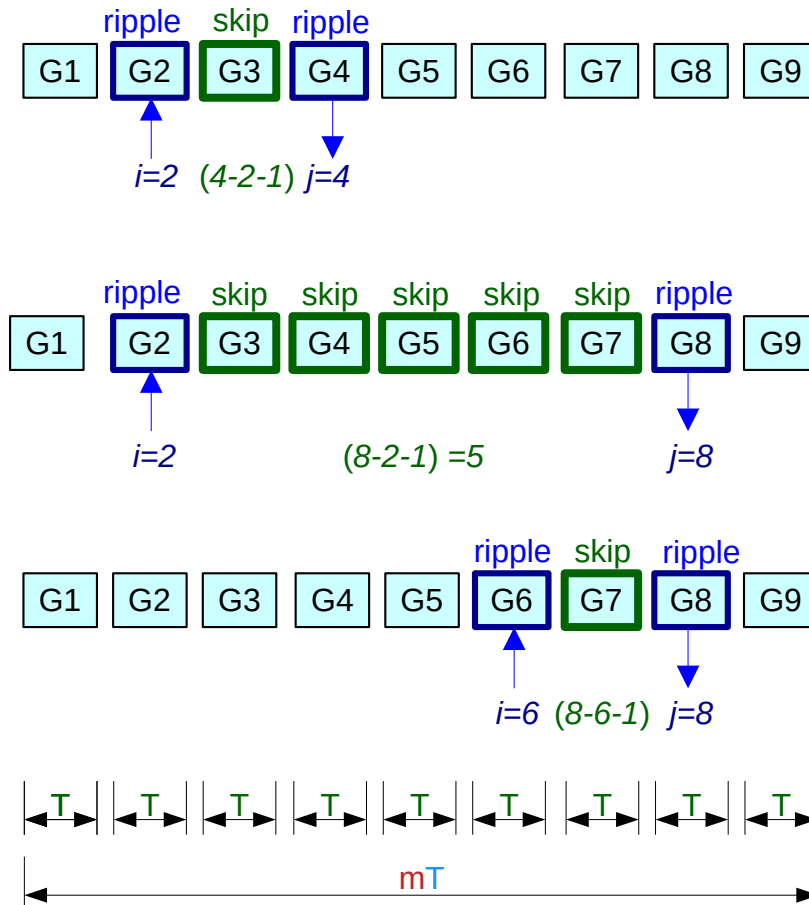 ripple skip ripple
G1 G2 G3 G4 G5 G6 G7 G8 G9
i=2 (4-2-1) j=4
ripple skip skip skip skip skip ripple
G1 G2 G3 G4 G5 G6 G7 G8 G9
i=2 (8-2-1) =5 j=8
ripple skip ripple
G1 G2 G3 G4 G5 G6 G7 G8 G9
i=6 (8-6-1) j=8
T T T T T T T T T
mT